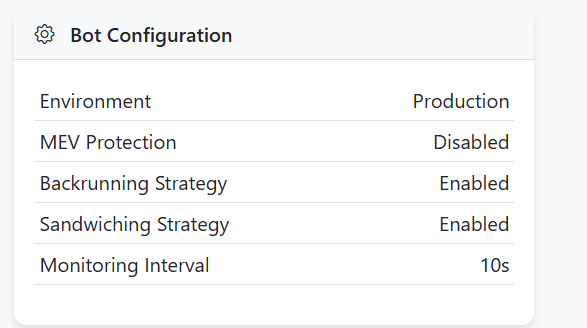 Bot Configuration
Environment Production
MEV Protection Disabled
Backrunning Strategy Enabled
Sandwiching Strategy Enabled
Monitoring Interval 10s